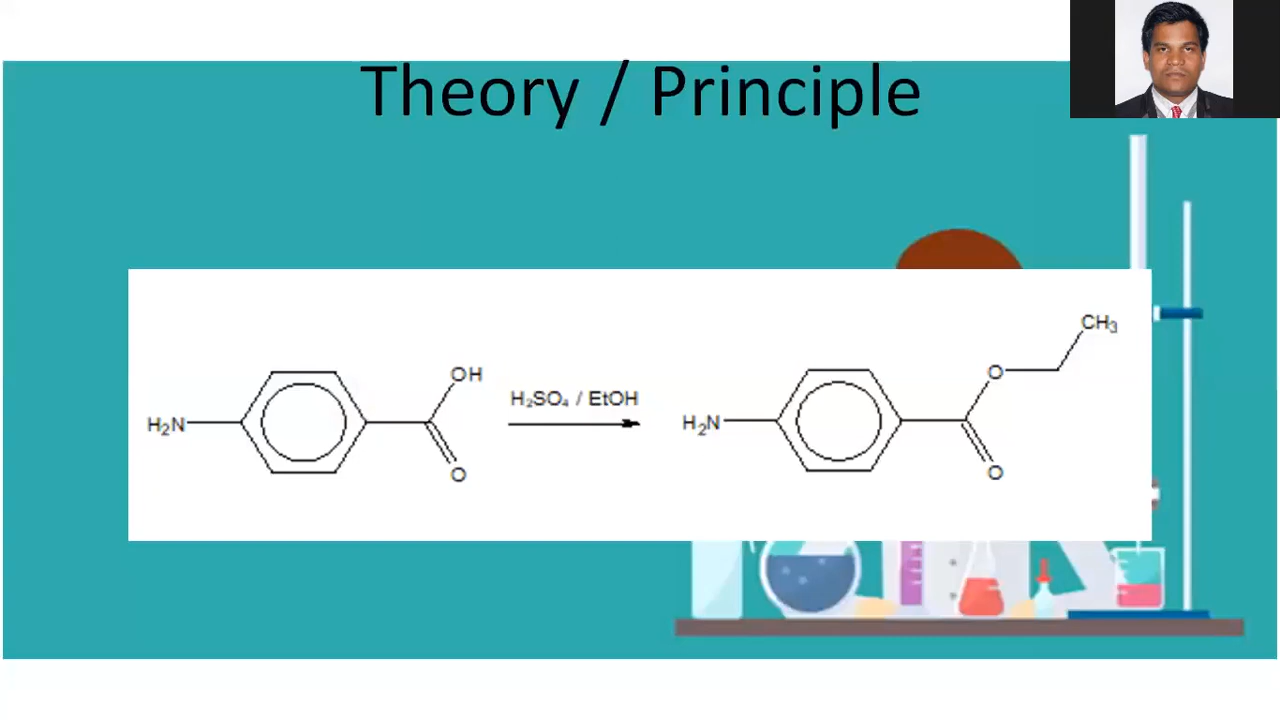 Theory / Principle
CH₃
OH
O
H₂SO₄ / EtOH
H₂N
H₂N
O
O